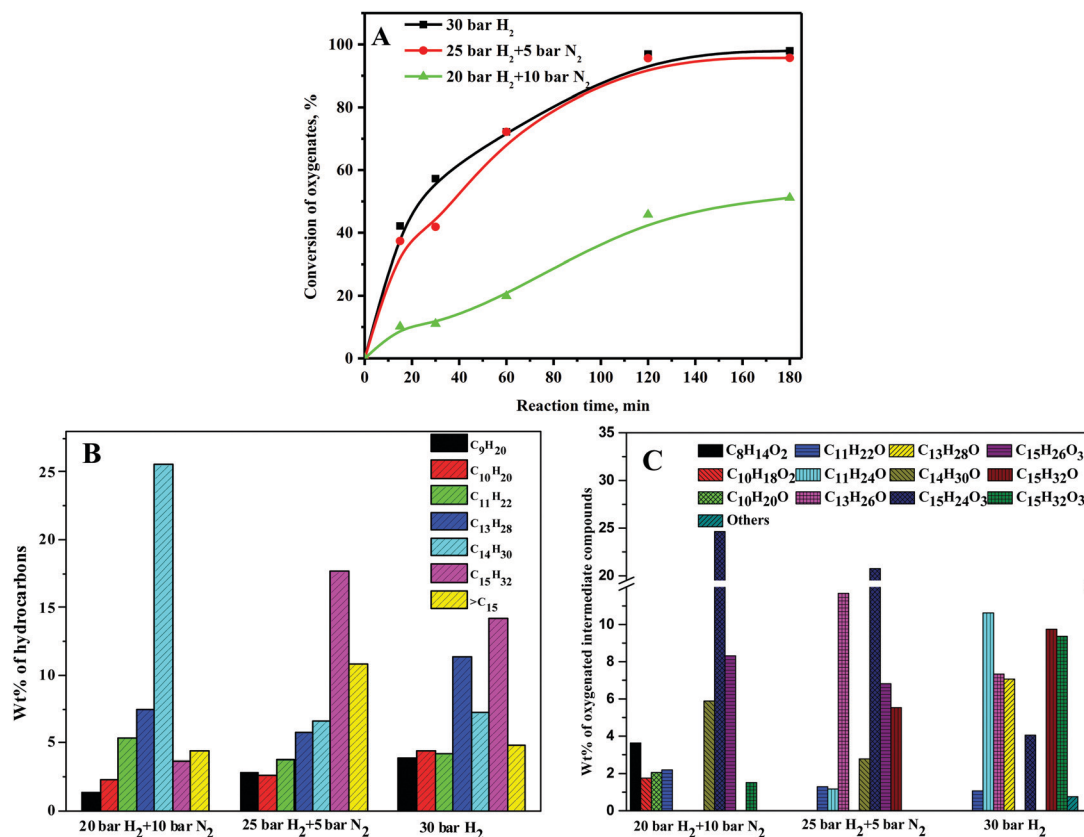 A
30 bar H₂
25 bar H₂+5 bar N₂
20 bar H₂+10 bar N₂
Conversion of oxygenates, %
100
80
60
40
20
0
0 20 40 60 80 100 120 140 160 180
Reaction time, min
B
C₉H₂₀
C₁₀H₂₀
C₁₁H₂₂
C₁₃H₂₈
C₁₄H₃₀
C₁₅H₃₂
>C₁₅
Wt% of hydrocarbons
25
20
15
10
5
0
20 bar H₂+10 bar N₂ 25 bar H₂+5 bar N₂ 30 bar H₂
C
C₈H₁₄O₂ C₁₁H₂₂O C₁₃H₂₈O C₁₅H₂₆O₃
C₁₀H₁₈O₂ C₁₁H₂₄O C₁₄H₃₀O C₁₅H₃₂O
C₁₀H₂₀O C₁₃H₂₆O C₁₅H₂₄O₃ C₁₅H₃₂O₃
Others
Wt% of oxygenated intermediate compounds
35
30
25
20
10
8
6
4
2
0
20 bar H₂+10 bar N₂ 25 bar H₂+5 bar N₂ 30 bar H₂